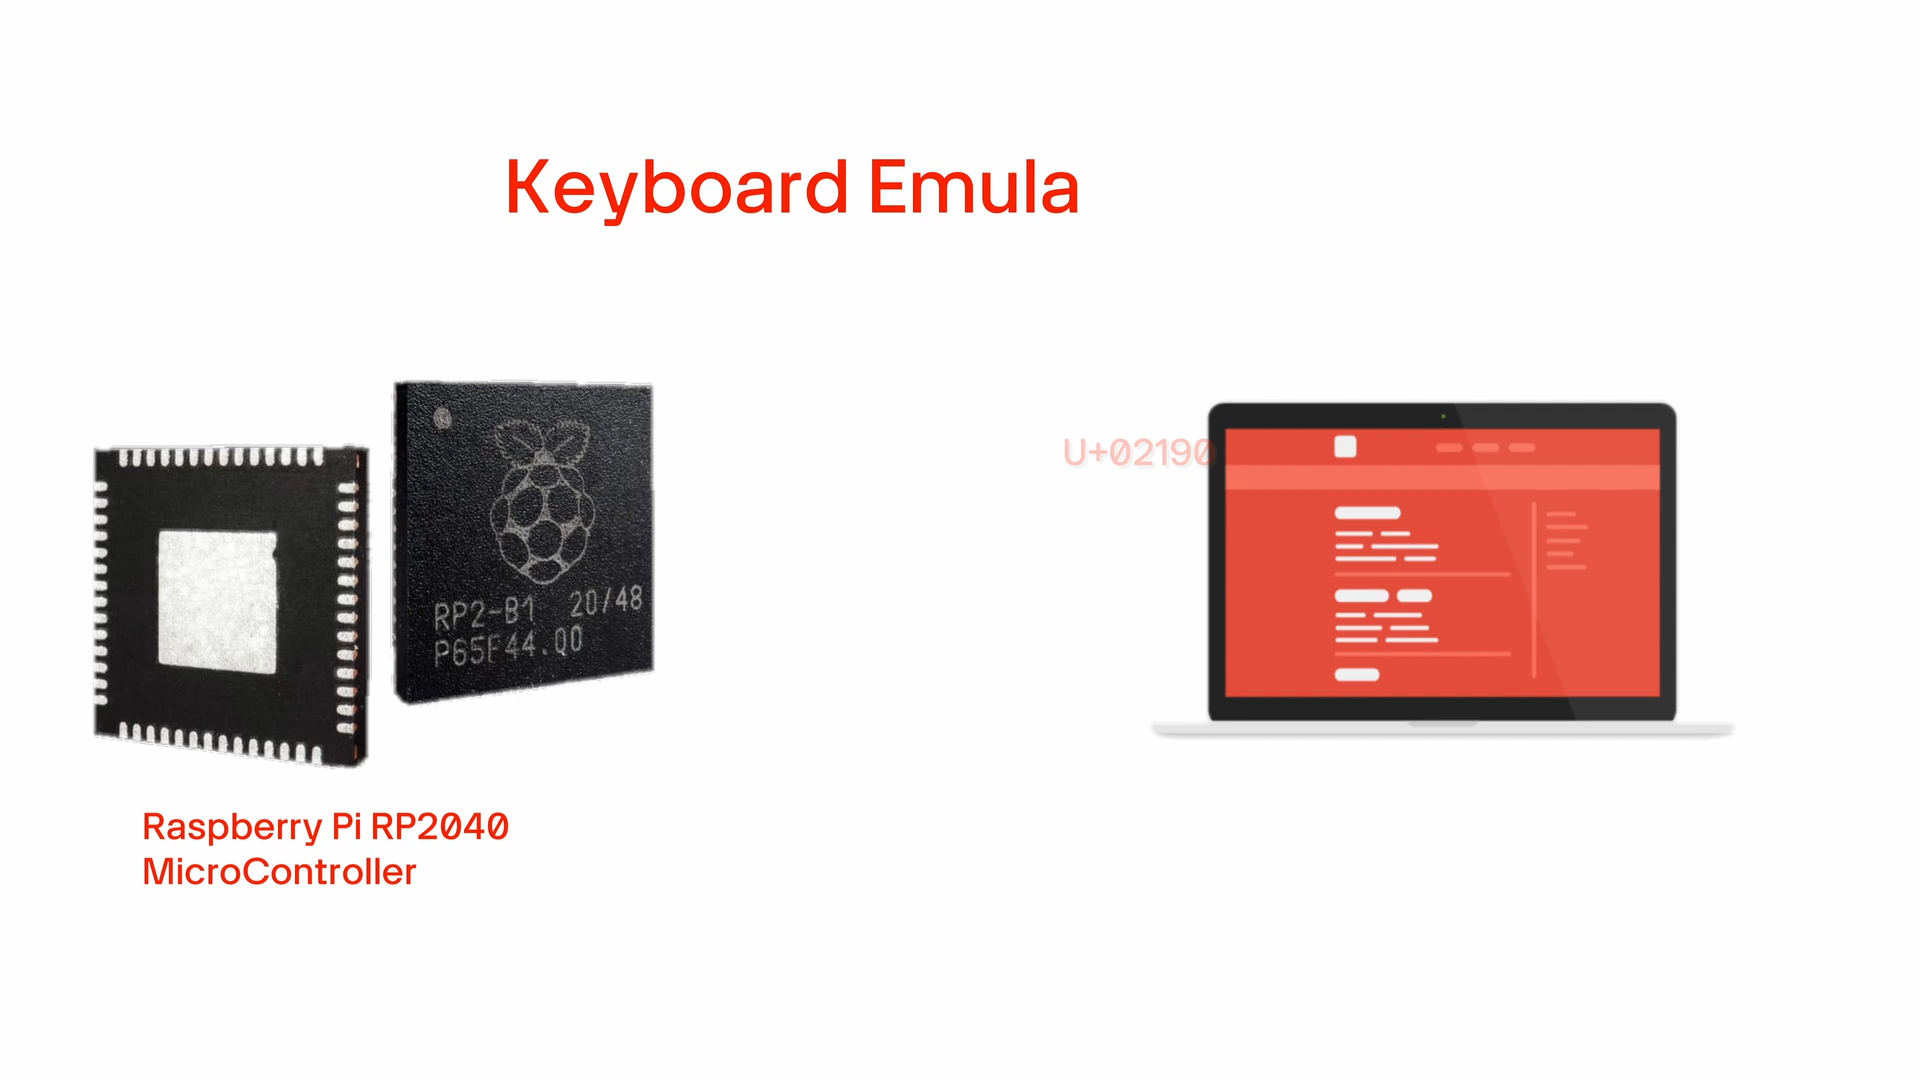 Keyboard Emula
U+02190
RP2-B1 20/48
P65F44.00
Raspberry Pi RP2040
MicroController